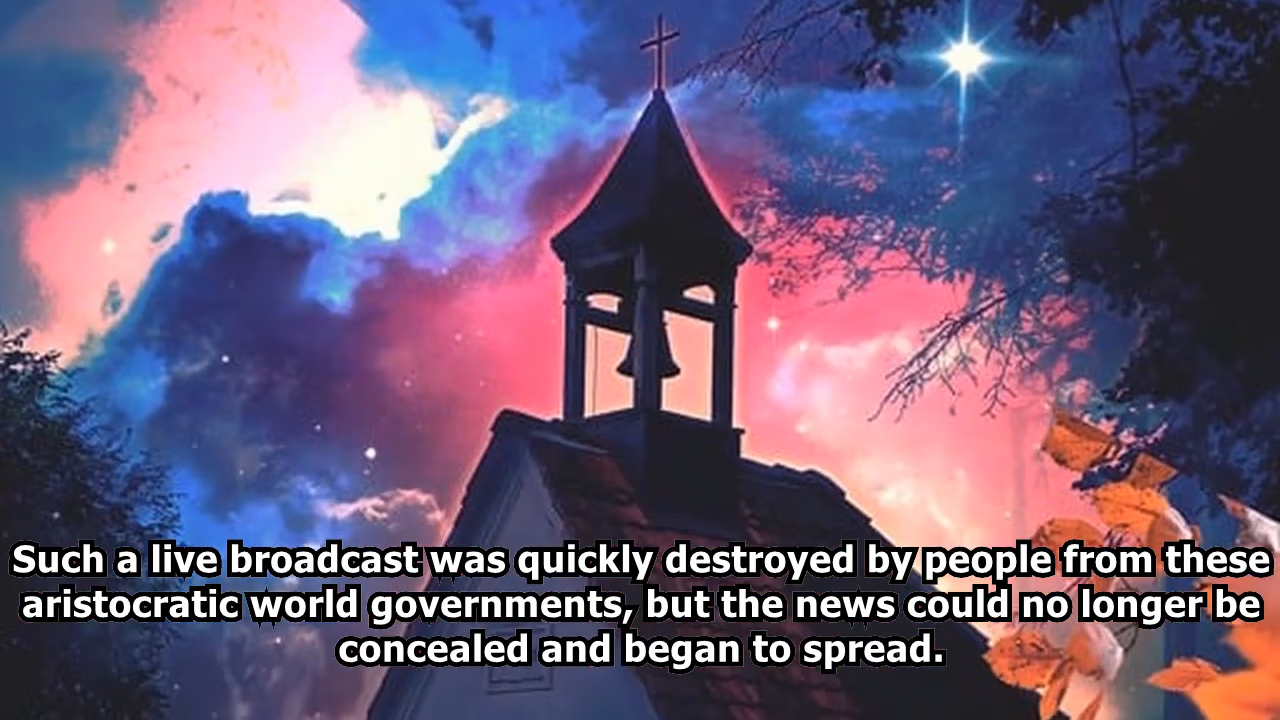 Such a live broadcast was quickly destroyed by people from these
aristocratic world governments, but the news could no longer be
concealed and began to spread.